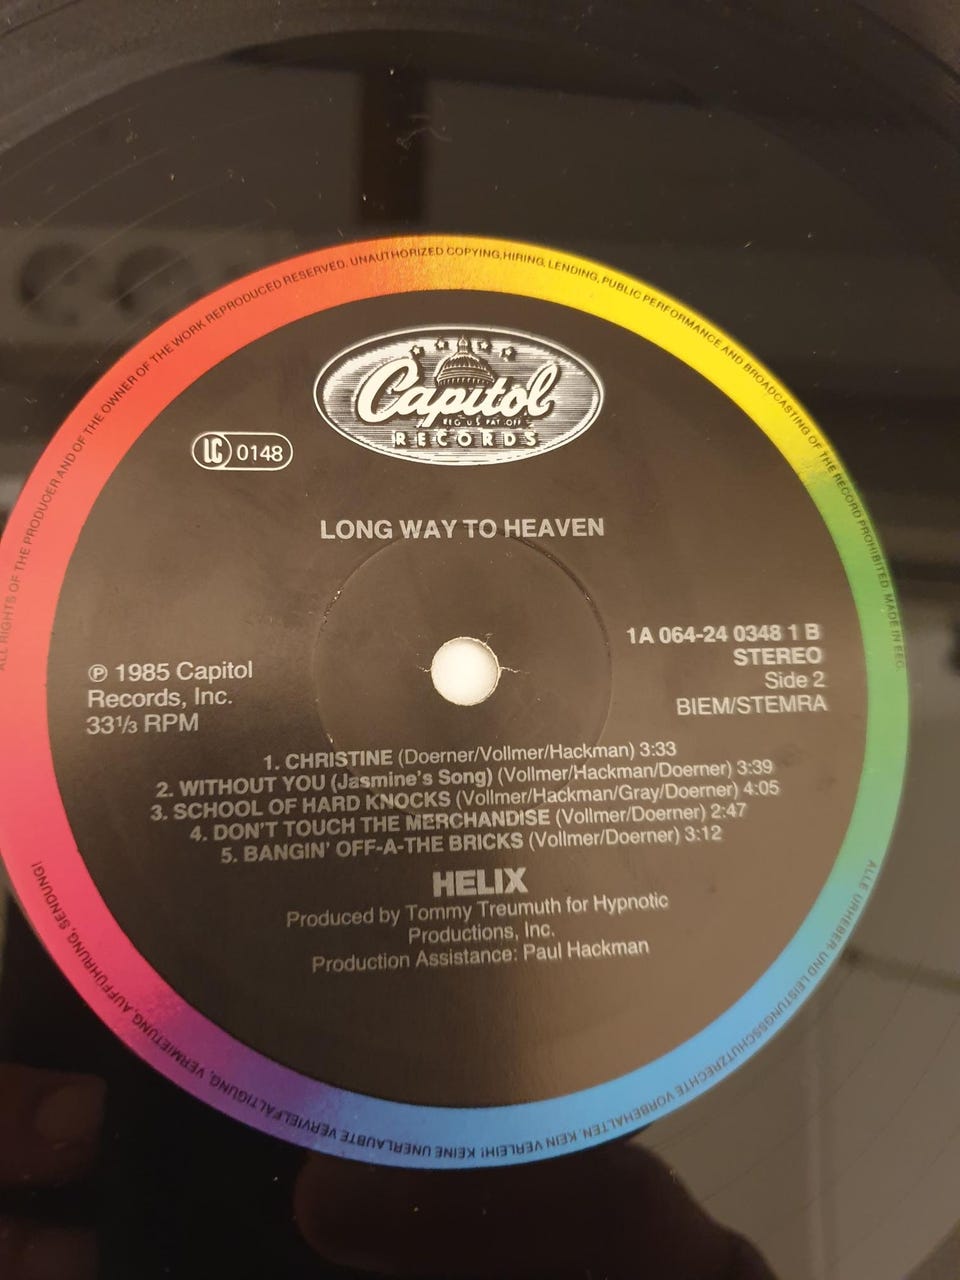 ALL RIGHTS OF THE PRODUCER AND OF THE OWNER OF THE WORK REPRODUCED RESERVED. UNAUTHORIZED COPYING, HIRING, LENDING, PUBLIC PERFORMANCE AND BROADCASTING OF THE RECORD PROHIBITED. MADE IN EEC.
Capitol
REG U.S. PAT. OFF.
RECORDS
LC 0148
LONG WAY TO HEAVEN
1A 064-24 0348 1 B
STEREO
Side 2
BIEM/STEMRA
℗ 1985 Capitol
Records, Inc.
33⅓ RPM
1. CHRISTINE (Doerner/Vollmer/Hackman) 3:33
2. WITHOUT YOU (Jasmine's Song) (Vollmer/Hackman/Doerner) 3:39
3. SCHOOL OF HARD KNOCKS (Vollmer/Hackman/Gray/Doerner) 4:05
4. DON'T TOUCH THE MERCHANDISE (Vollmer/Doerner) 2:47
5. BANGIN' OFF-A-THE BRICKS (Vollmer/Doerner) 3:12
HELIX
Produced by Tommy Treumuth for Hypnotic
Productions, Inc.
Production Assistance: Paul Hackman
ALLE URHEBER- UND LEISTUNGSSCHUTZRECHTE VORBEHALTEN. KEIN VERLEIH! KEINE UNERLAUBTE VERVIELFÄLTIGUNG, VERMIETUNG, AUFFÜHRUNG, SENDUNG!